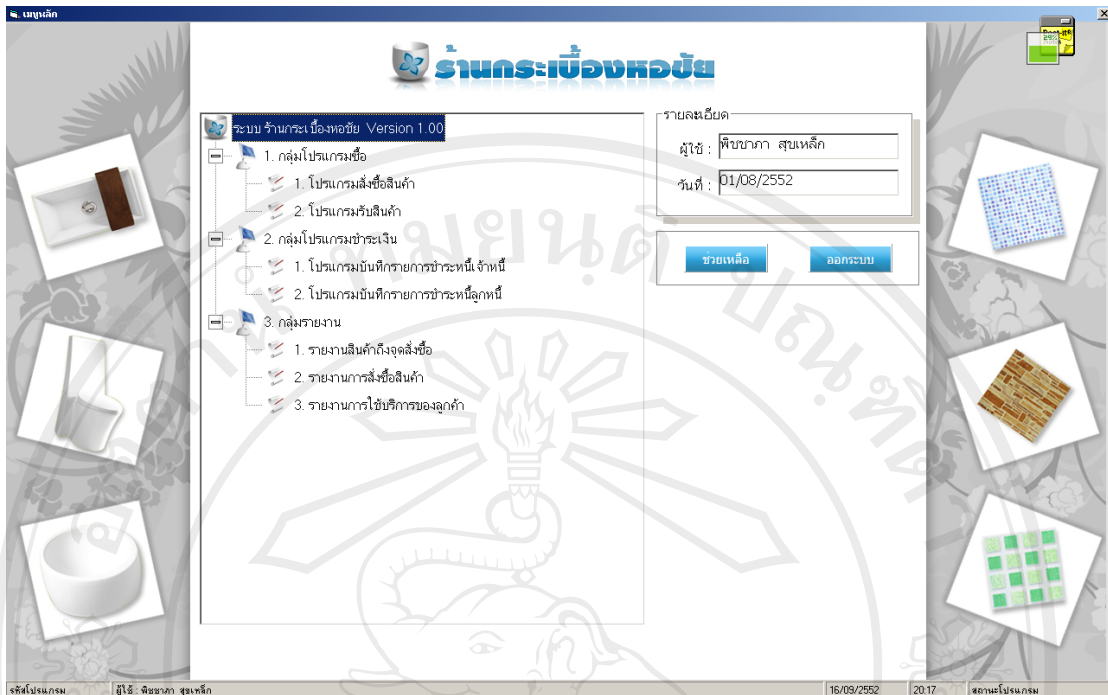 เมนูหลัก
ร้านกระเบื้องหอชัย
ระบบ ร้านกระเบื้องหอชัย Version 1.00
1. กลุ่มโปรแกรมซื้อ
1. โปรแกรมสั่งซื้อสินค้า
2. โปรแกรมรับสินค้า
2. กลุ่มโปรแกรมชำระเงิน
1. โปรแกรมบันทึกรายการชำระหนี้เจ้าหนี้
2. โปรแกรมบันทึกรายการชำระหนี้ลูกหนี้
3. กลุ่มรายงาน
1. รายงานสินค้าถึงจุดสั่งซื้อ
2. รายงานการสั่งซื้อสินค้า
3. รายงานการใช้บริการของลูกค้า
รายละเอียด
ผู้ใช้ : พิชชาภา สุขเหล็ก
วันที่ : 01/08/2552
ช่วยเหลือ ออกระบบ
29%
รหัสโปรแกรม ผู้ใช้ : พิชชาภา สุขเหล็ก 16/09/2552 20:17 สถานะโปรแกรม